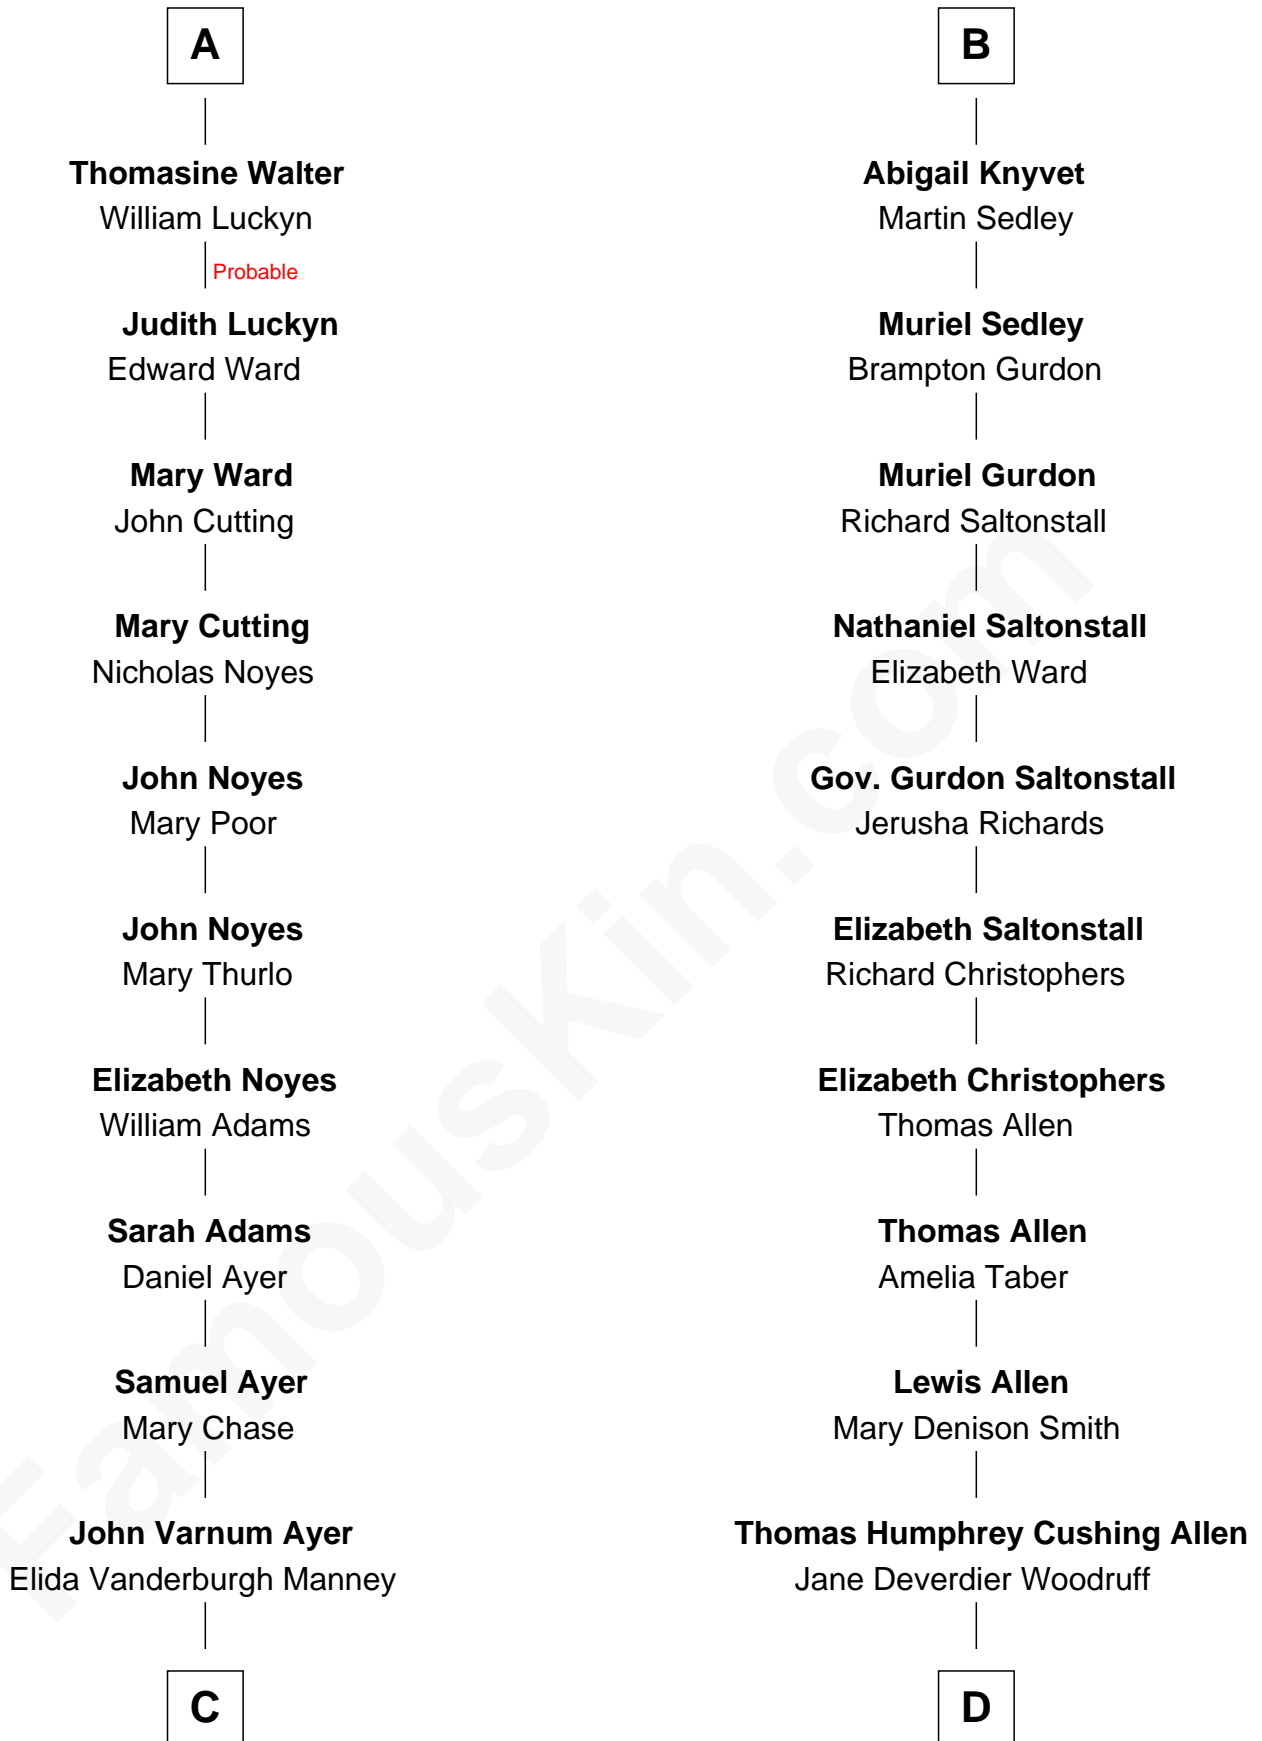 A
Thomasine Walter
William Luckyn
Probable
Judith Luckyn
Edward Ward
Mary Ward
John Cutting
Mary Cutting
Nicholas Noyes
John Noyes
Mary Poor
John Noyes
Mary Thurlo
Elizabeth Noyes
William Adams
Sarah Adams
Daniel Ayer
Samuel Ayer
Mary Chase
John Varnum Ayer
Elida Vanderburgh Manney
C
B
Abigail Knyvet
Martin Sedley
Muriel Sedley
Brampton Gurdon
Muriel Gurdon
Richard Saltonstall
Nathaniel Saltonstall
Elizabeth Ward
Gov. Gurdon Saltonstall
Jerusha Richards
Elizabeth Saltonstall
Richard Christophers
Elizabeth Christophers
Thomas Allen
Thomas Allen
Amelia Taber
Lewis Allen
Mary Denison Smith
Thomas Humphrey Cushing Allen
Jane Deverdier Woodruff
D
FamousKin.com